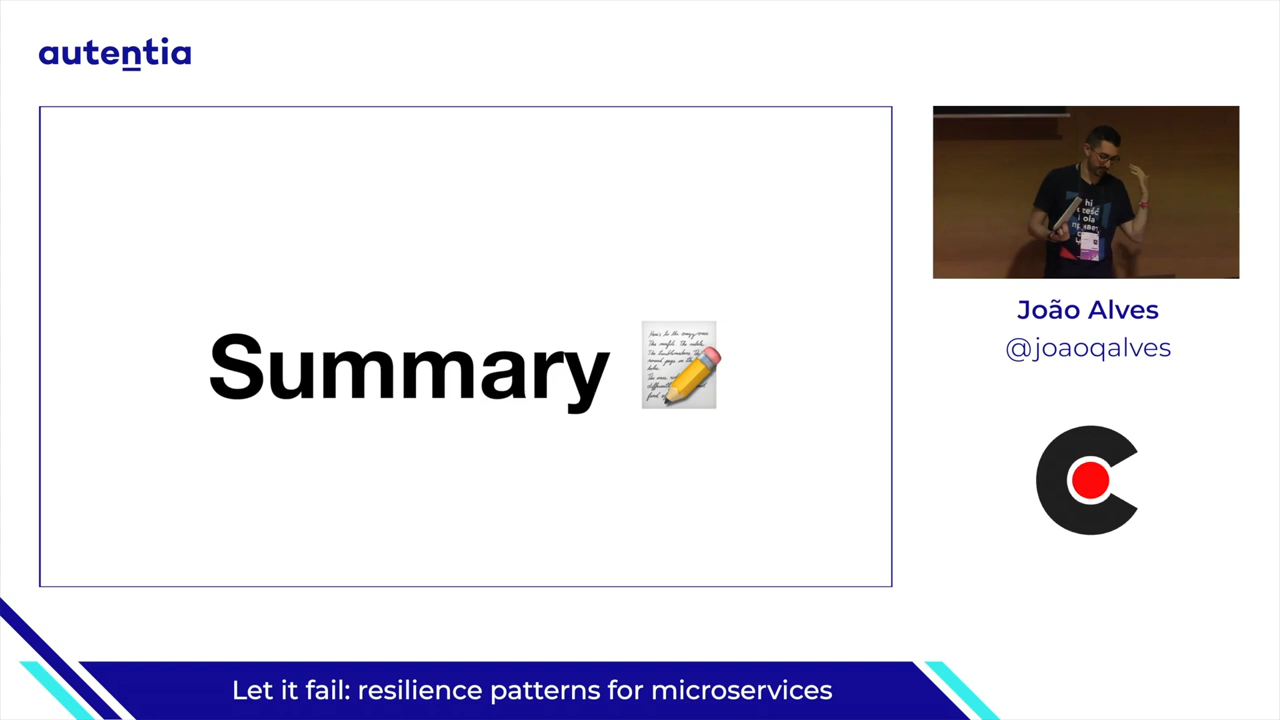 autentia
Summary
João Alves
@joaoqalves
Let it fail: resilience patterns for microservices